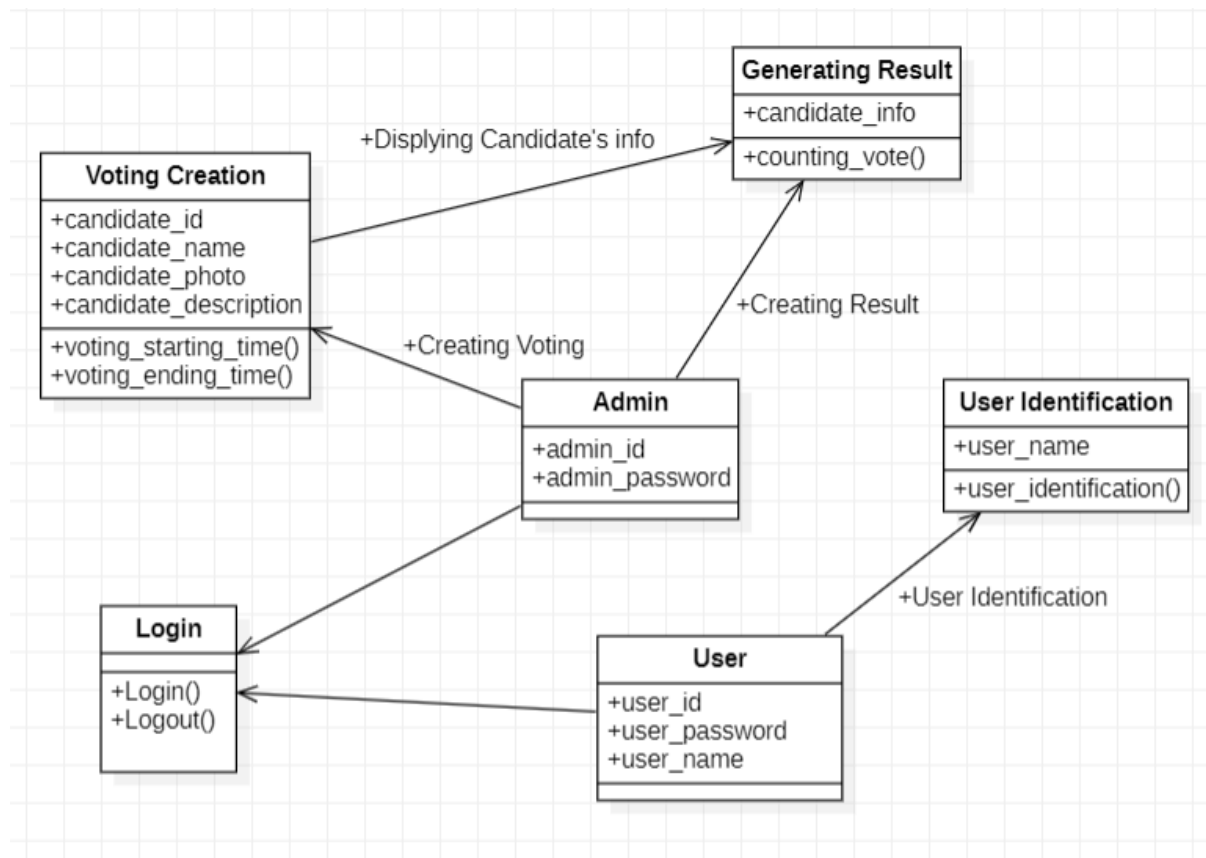 Generating Result
+candidate_info
+counting_vote()
+Displying Candidate's info
Voting Creation
+candidate_id
+candidate_name
+candidate_photo
+candidate_description
+voting_starting_time()
+voting_ending_time()
+Creating Result
+Creating Voting
Admin
+admin_id
+admin_password
User Identification
+user_name
+user_identification()
+User Identification
Login
+Login()
+Logout()
User
+user_id
+user_password
+user_name